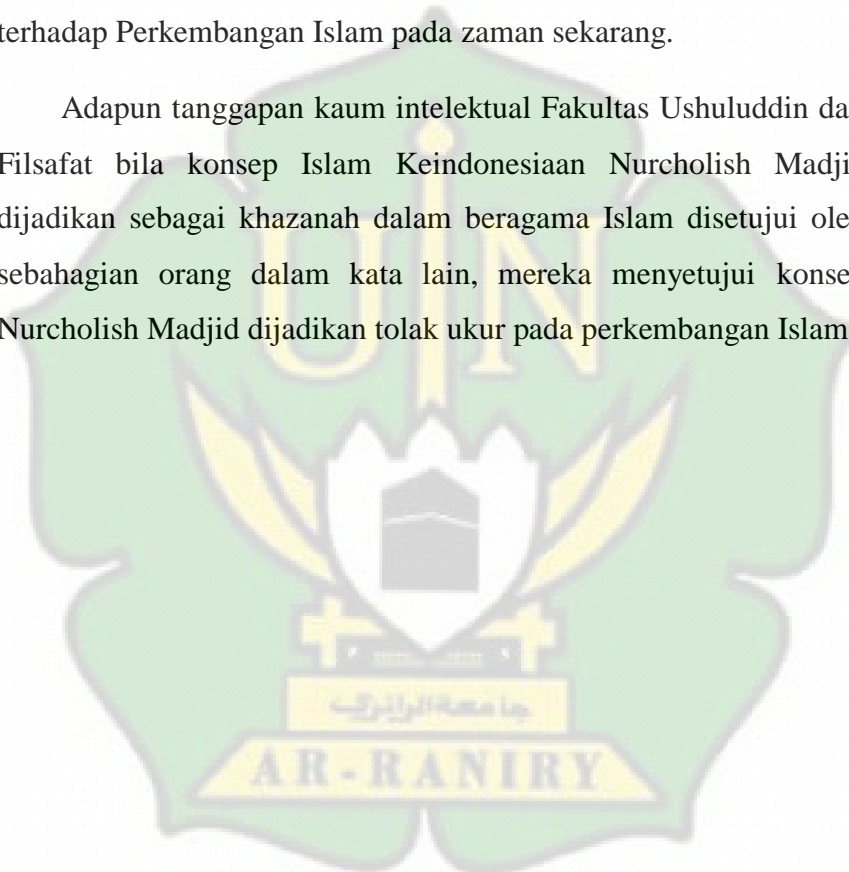 terhadap Perkembangan Islam pada zaman sekarang.
Adapun tanggapan kaum intelektual Fakultas Ushuluddin da
Filsafat bila konsep Islam Keindonesiaan Nurcholish Madji
dijadikan sebagai khazanah dalam beragama Islam disetujui ole
sebahagian orang dalam kata lain, mereka menyetujui konse
Nurcholish Madjid dijadikan tolak ukur pada perkembangan Islam
UIN
جامعة الرانيري
AR-RANIRY